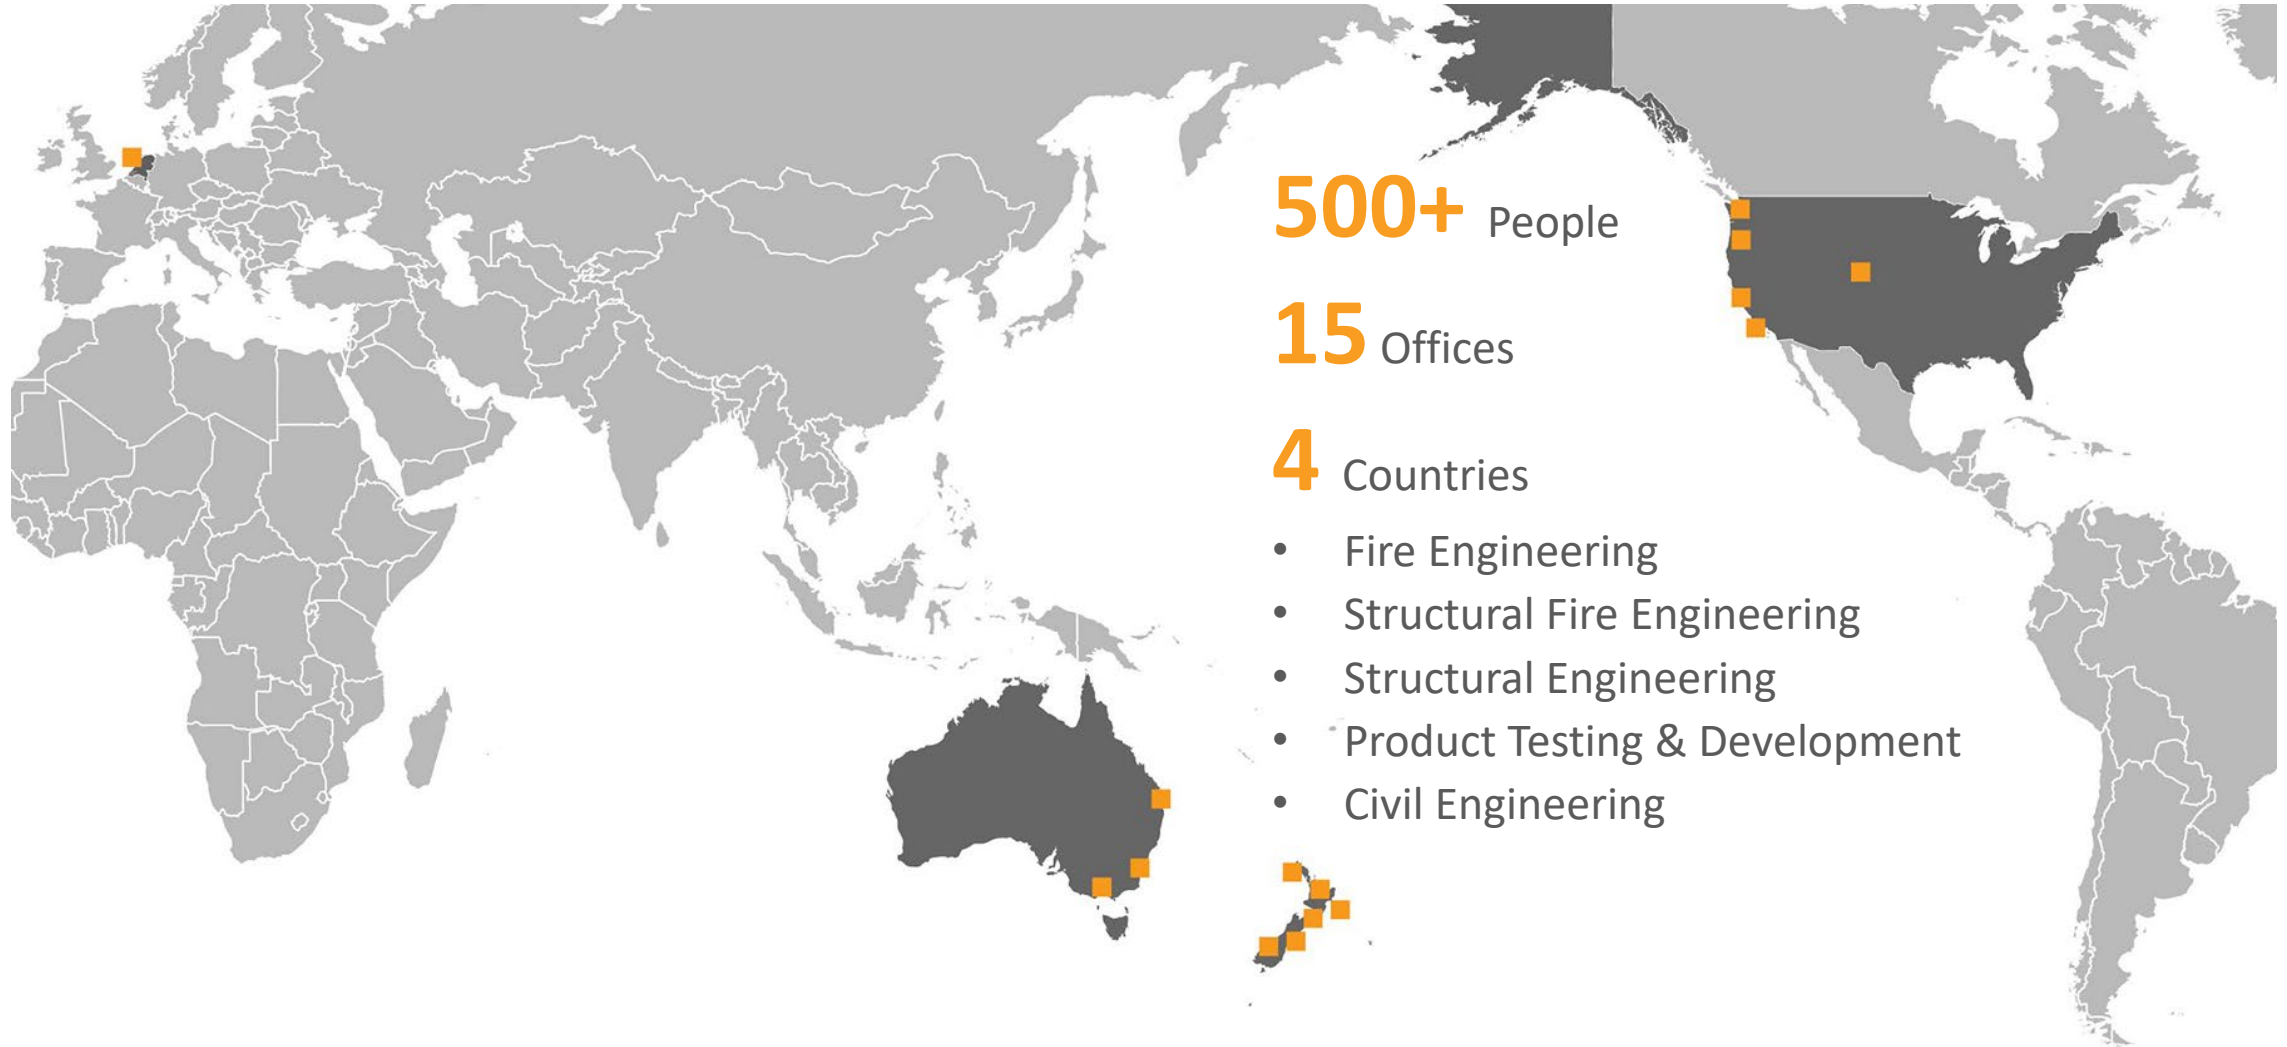 500+ People
15 Offices
4 Countries
• Fire Engineering
• Structural Fire Engineering
• Structural Engineering
• Product Testing & Development
• Civil Engineering